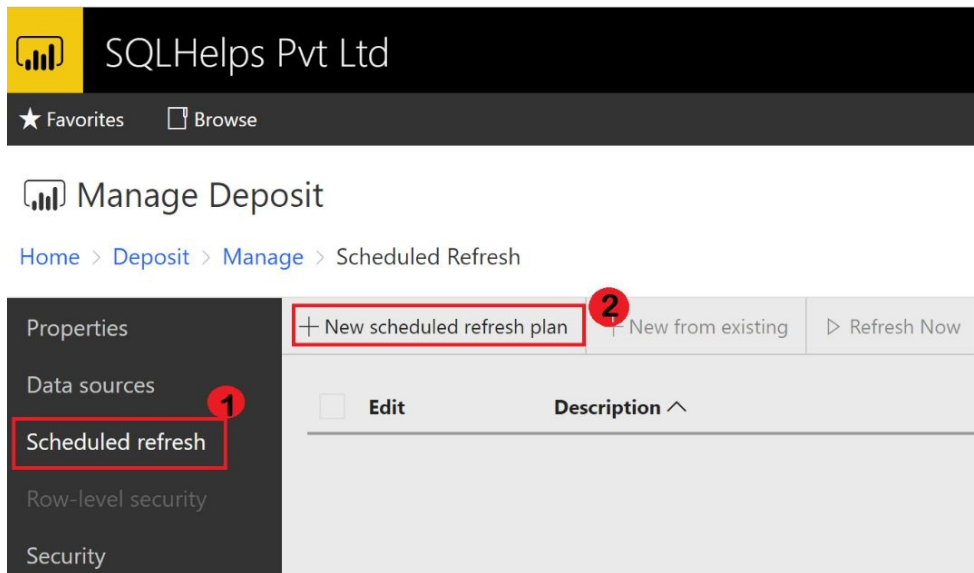 SQLHelps Pvt Ltd
Favorites Browse
Manage Deposit
Home > Deposit > Manage > Scheduled Refresh
Properties
+ New scheduled refresh plan
2
+ New from existing
Refresh Now
Data sources
1
Edit
Description
Scheduled refresh
Row-level security
Security